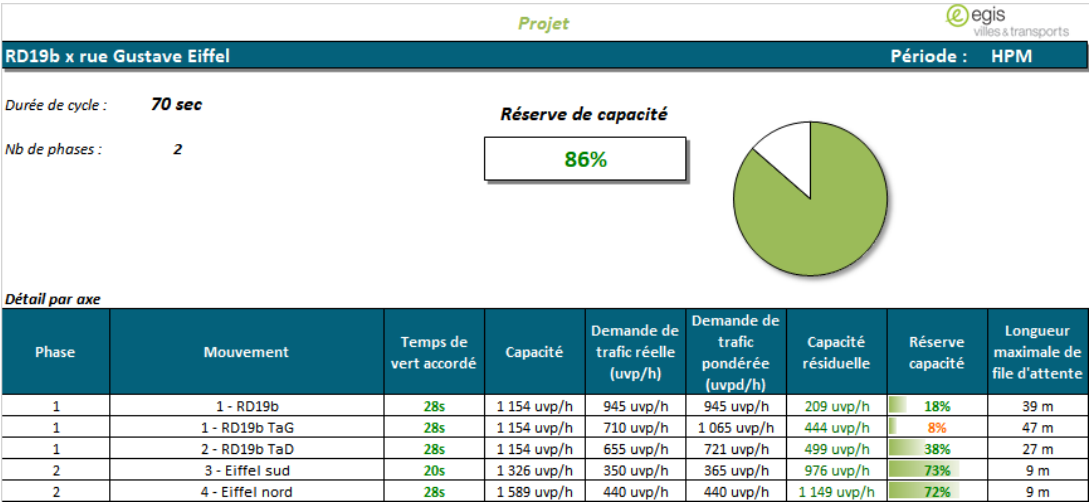 Projet
egis
villes & transports
RD19b x rue Gustave Eiffel Période : HPM
Durée de cycle : 70 sec
Réserve de capacité
Nb de phases : 2
86%
Détail par axe
Phase Mouvement Temps de vert accordé Capacité Demande de trafic réelle (uvp/h) Demande de trafic pondérée (uvpd/h) Capacité résiduelle Réserve capacité Longueur maximale de file d'attente
1 1 - RD19b 28s 1 154 uvp/h 945 uvp/h 945 uvp/h 209 uvp/h 18% 39 m
1 1 - RD19b TaG 28s 1 154 uvp/h 710 uvp/h 1 065 uvp/h 444 uvp/h 8% 47 m
1 2 - RD19b TaD 28s 1 154 uvp/h 655 uvp/h 721 uvp/h 499 uvp/h 38% 27 m
2 3 - Eiffel sud 20s 1 326 uvp/h 350 uvp/h 365 uvp/h 976 uvp/h 73% 9 m
2 4 - Eiffel nord 28s 1 589 uvp/h 440 uvp/h 440 uvp/h 1 149 uvp/h 72% 9 m